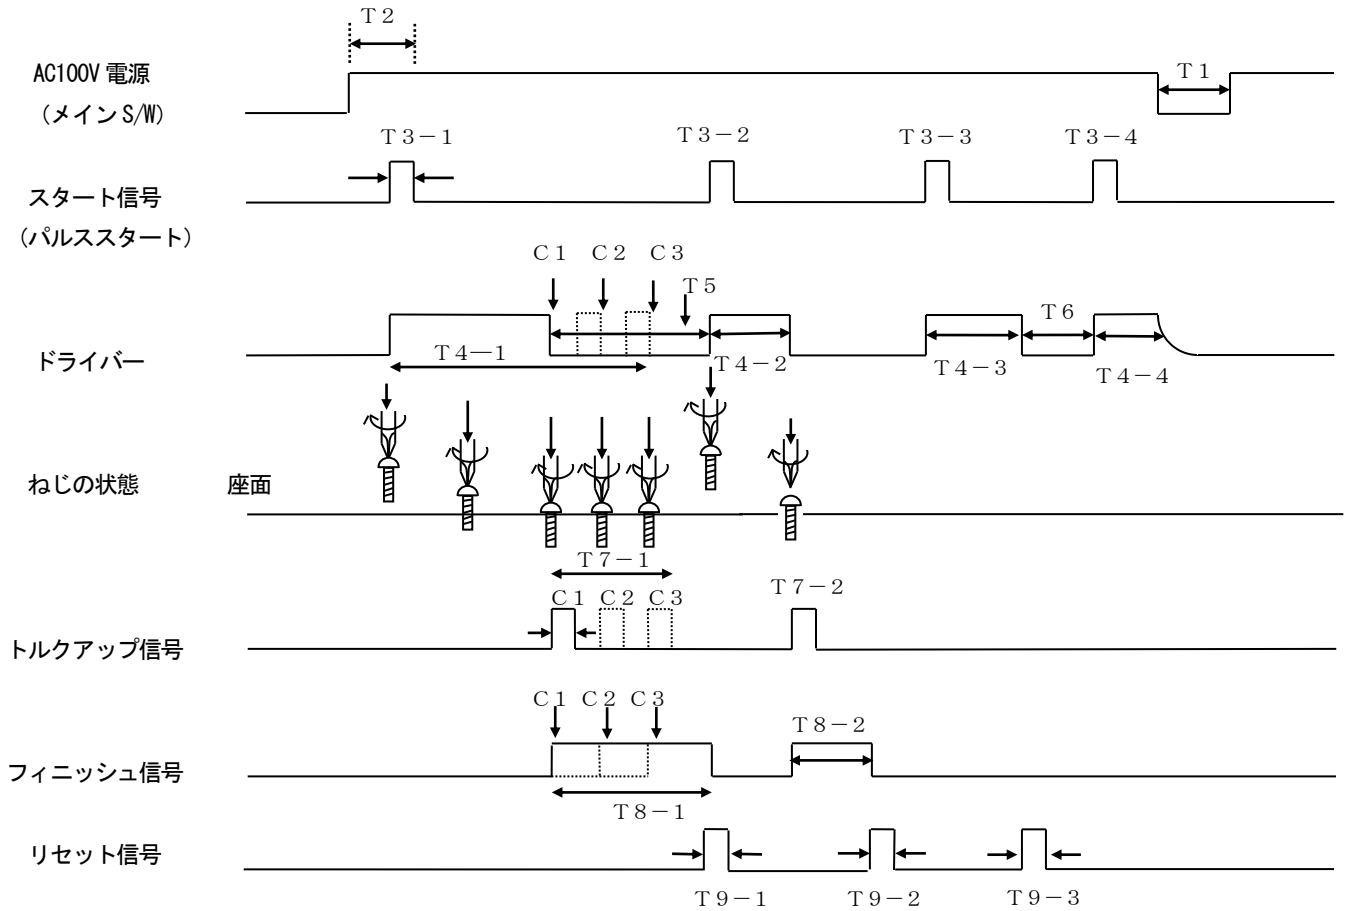 Ｔ２
AC100V 電源
（メイン S/W）
Ｔ１
Ｔ３－１
Ｔ３－２
Ｔ３－３
Ｔ３－４
スタート信号
（パルススタート）
Ｃ１
Ｃ２
Ｃ３
Ｔ５
Ｔ６
ドライバー
Ｔ４－１
Ｔ４－２
Ｔ４－３
Ｔ４－４
ねじの状態
座面
Ｔ７－１
Ｔ７－２
Ｃ１
Ｃ２
Ｃ３
トルクアップ信号
Ｃ１
Ｃ２
Ｃ３
Ｔ８－２
フィニッシュ信号
Ｔ８－１
リセット信号
Ｔ９－１
Ｔ９－２
Ｔ９－３